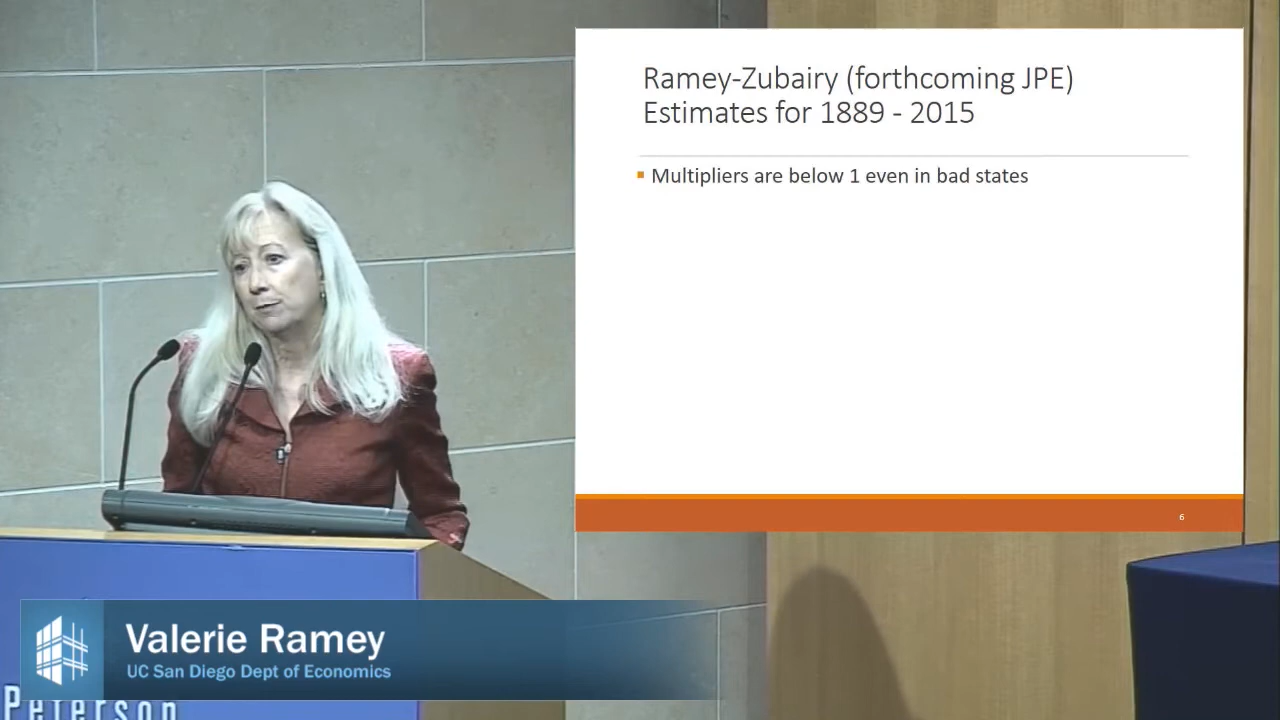 Ramey-Zubairy (forthcoming JPE)
Estimates for 1889 - 2015
Multipliers are below 1 even in bad states
6
Valerie Ramey
UC San Diego Dept of Economics
Peterson